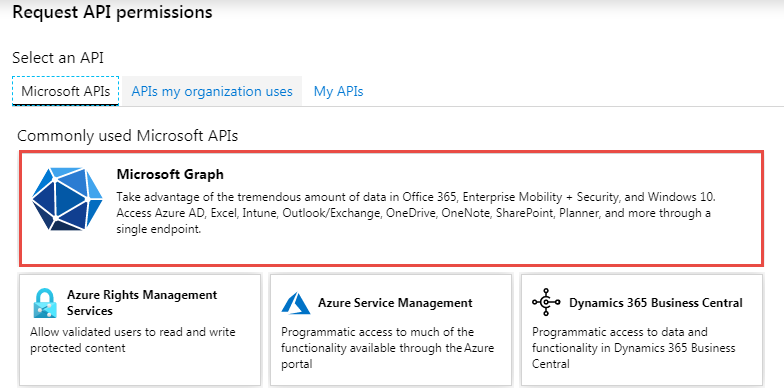 Request API permissions
Select an API
Microsoft APIs
APIs my organization uses
My APIs
Commonly used Microsoft APIs
Microsoft Graph
Take advantage of the tremendous amount of data in Office 365, Enterprise Mobility + Security, and Windows 10.
Access Azure AD, Excel, Intune, Outlook/Exchange, OneDrive, OneNote, SharePoint, Planner, and more through a
single endpoint.
Azure Rights Management
Services
Allow validated users to read and write
protected content
Azure Service Management
Programmatic access to much of the
functionality available through the Azure
portal
Dynamics 365 Business Central
Programmatic access to data and
functionality in Dynamics 365 Business
Central